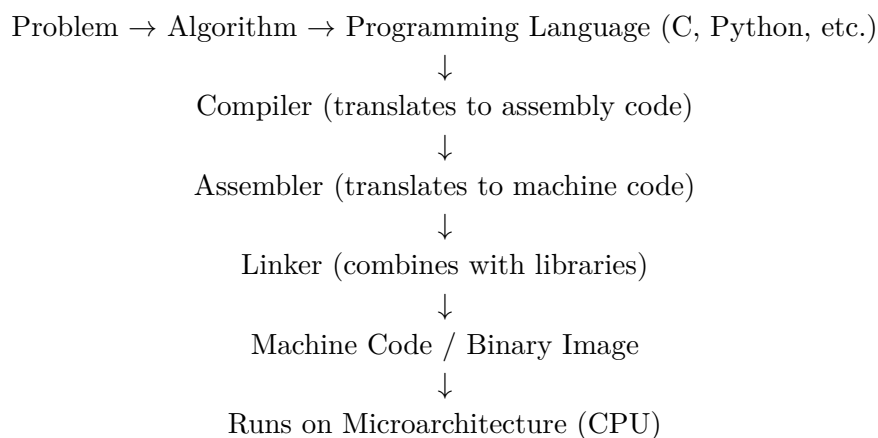 Problem → Algorithm → Programming Language (C, Python, etc.)
↓
Compiler (translates to assembly code)
↓
Assembler (translates to machine code)
↓
Linker (combines with libraries)
↓
Machine Code / Binary Image
↓
Runs on Microarchitecture (CPU)